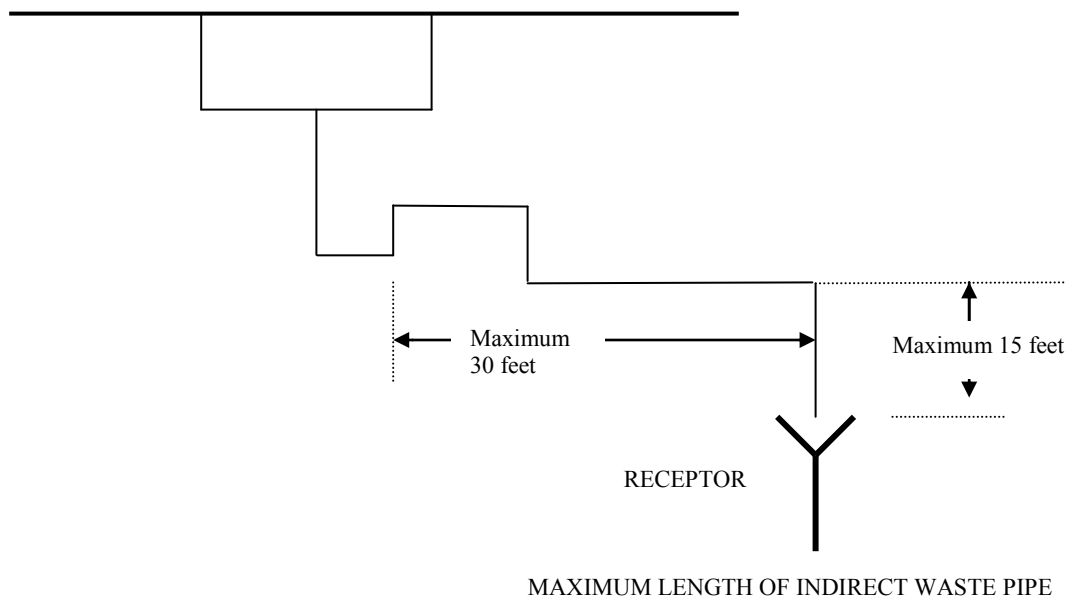 Maximum
30 feet
Maximum 15 feet
RECEPTOR
MAXIMUM LENGTH OF INDIRECT WASTE PIPE